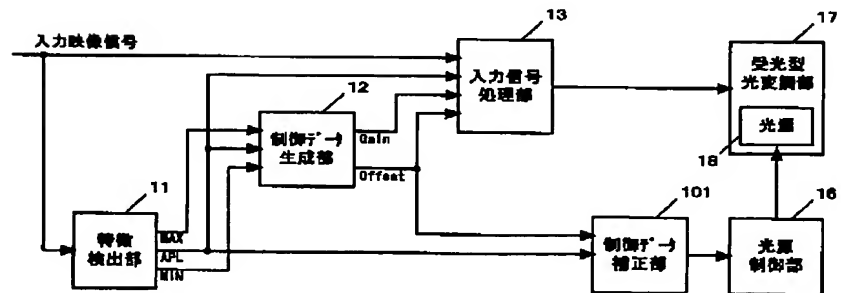 入力映像信号
13
入力信号
処理部
17
受光型
光変調部
光源
18
12
制御データ
生成部
Gain
Offset
11
特徴
検出部
MAX
APL
MIN
101
制御データ
補正部
16
光源
制御部